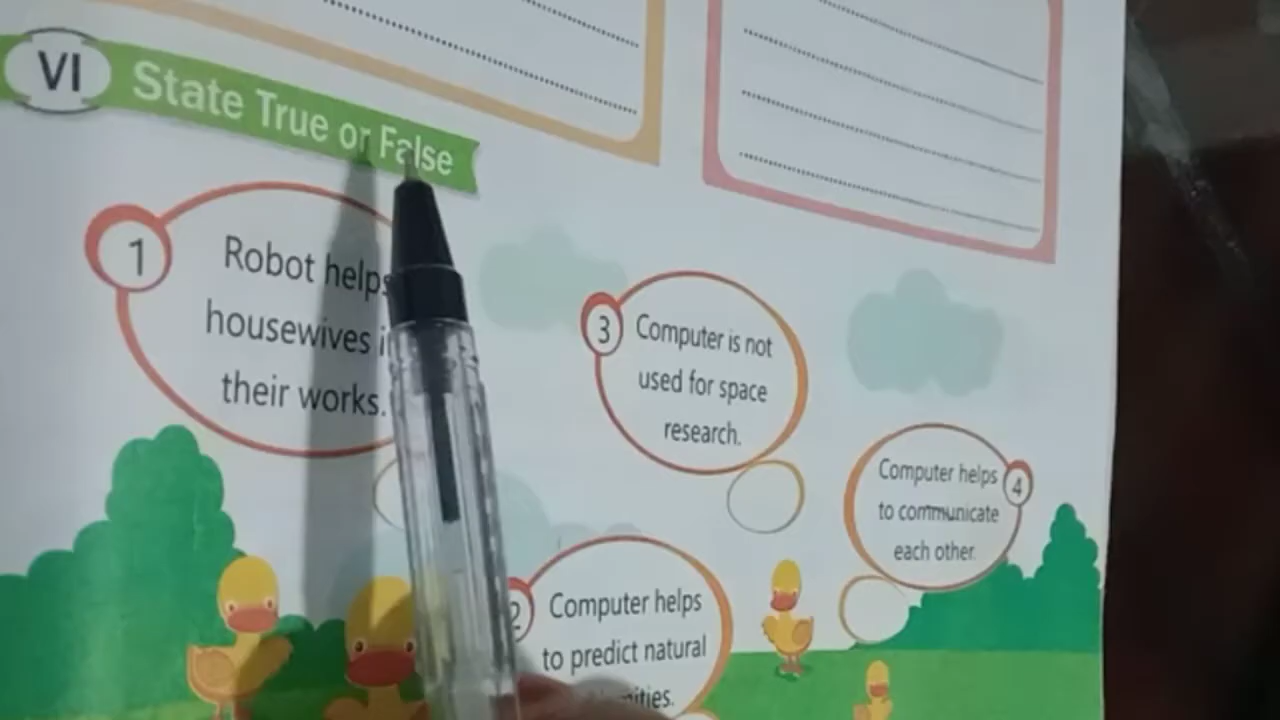 VI
State True or False
1
Robot helps
housewives
their works.
3
Computer is not
used for space
research.
Computer helps
4
to communicate
each other.
2
Computer helps
to predict natural